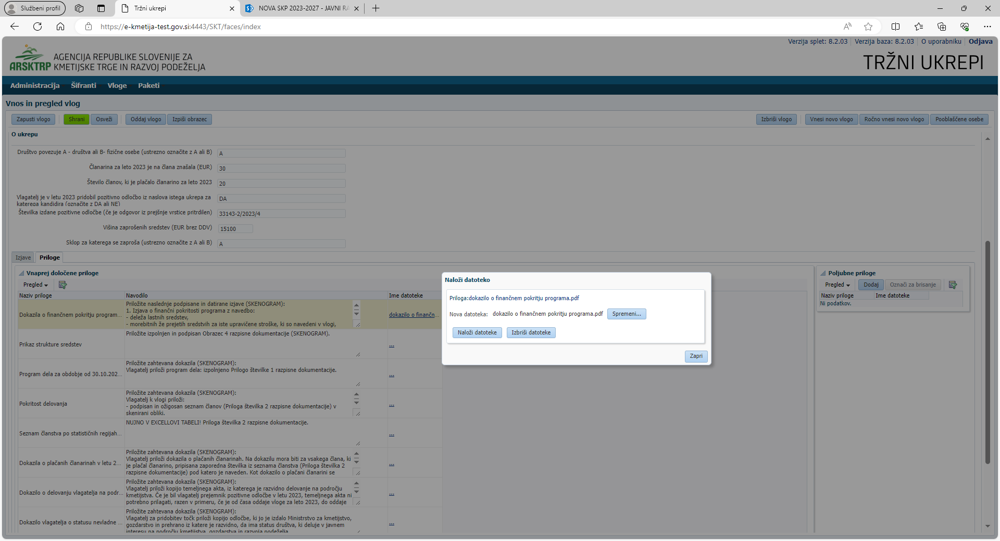 Službeni profil
Tržni ukrepi
NOVA SKP 2023-2027 - JAVNI RA
https://e-kmetija-test.gov.si:4443/SKT/faces/index
Verzija splet: 8.2.03 Verzija baza: 8.2.03 O uporabniku Odjava
AGENCIJA REPUBLIKE SLOVENIJE ZA
ARSKTRP KMETIJSKE TRGE IN RAZVOJ PODEŽELJA
TRŽNI UKREPI
Administracija Šifranti Vloge Paketi
Vnos in pregled vlog
Zapusti vlogo Shrani Osveži Oddaj vlogo Izpiši obrazec Izbriši vlogo Vnesi novo vlogo Ročno vnesi novo vlogo Pooblaščene osebe
O ukrepu
Društvo povezuje A - društva ali B- fizične osebe (ustrezno označite z A ali B) A
Članarina za leto 2023 je na člana znašala (EUR) 30
Število članov, ki je plačalo članarino za leto 2023 20
Vlagatelj je v letu 2023 pridobil pozitivno odločbo iz naslova istega ukrepa za
katerega kandidira (označite z DA ali NE) DA
Številka izdane pozitivne odločbe (če je odgovor iz prejšnje vrstice pritrdilen) 33143-2/2023/4
Višina zaprošenih sredstev (EUR brez DDV) 15100
Sklop za katerega se zaproša (ustrezno označite z A ali B) A
Izjave Priloge
Vnaprej določene priloge
Pregled
Naziv priloge Navodilo Ime datoteke
Dokazila o finančnem pokritju program...
Priložite naslednje podpisane in datirane izjave (SKENOGRAM):
1. Izjava o finančni pokritosti programa z navedbo:
- deleža lastnih sredstev,
- morebitnih že prejetih sredstvih za iste upravičene stroške, ki so navedeni v vlogi,
dokazilo o finančn...
Prikaz strukture sredstev
Priložite izpolnjen in podpisan Obrazec 4 razpisne dokumentacije (SKENOGRAM).
...
Program dela za obdobje od 30.10.202...
Priložite zahtevana dokazila (SKENOGRAM):
Vlagatelj priloži program dela: izpolnjeno Prilogo številke 1 razpisne dokumentacije.
...
Pokritost delovanja
Priložite zahtevana dokazila (SKENOGRAM):
Vlagatelj k vlogi priloži:
- podpisan in ožigosan seznam članov (Priloga številka 2 razpisne dokumentacije) v
skenirani obliki.
...
Seznam članstva po statističnih regijah...
NUJNO V EXCELLOVI TABELI! Priloga številka 2 razpisne dokumentacije.
...
Dokazila o plačanih članarinah v letu 2...
Priložite zahtevana dokazila (SKENOGRAM):
Vlagatelj priloži dokazila o plačanih članarinah. Na dokazilu mora biti za vsakega člana, ki
je plačal članarino, pripisana zaporedna številka iz seznama članstva (Priloga številka 2
razpisne dokumentacije) pod katero je naveden. Kot dokazilo o plačani članarini se
...
Dokazilo o delovanju vlagatelja na podr...
Priložite zahtevana dokazila (SKENOGRAM):
Vlagatelj priloži kopijo temeljnega akta, iz katerega je razvidno delovanje na področju
kmetijstva. Če je bil vlagatelj prejemnik pozitivne odločbe v letu 2023, temeljnega akta ni
potrebno prilagati, razen v primeru, če je od časa oddaje vloge za leto 2023, do oddaje
...
Dokazilo vlagatelja o statusu nevladne ...
Priložite zahtevana dokazila (SKENOGRAM):
Vlagatelj za pridobitev točk priloži kopijo odločbe, ki jo je izdalo Ministrstvo za kmetijstvo,
gozdarstvo in prehrano iz katere je razvidno, da ima status društva, ki deluje v javnem
interesu na področju kmetijstva, gozdarstva in razvoja podeželja.
...
Naloži datoteko
Priloga:dokazilo o finančnem pokritju programa.pdf
Nova datoteka: dokazilo o finančnem pokritju programa.pdf Spremeni...
Naloži datoteke Izbriši datoteke
Zapri
Poljubne priloge
Pregled Dodaj Označi za brisanje
Naziv priloge Ime datoteke
Ni podatkov.